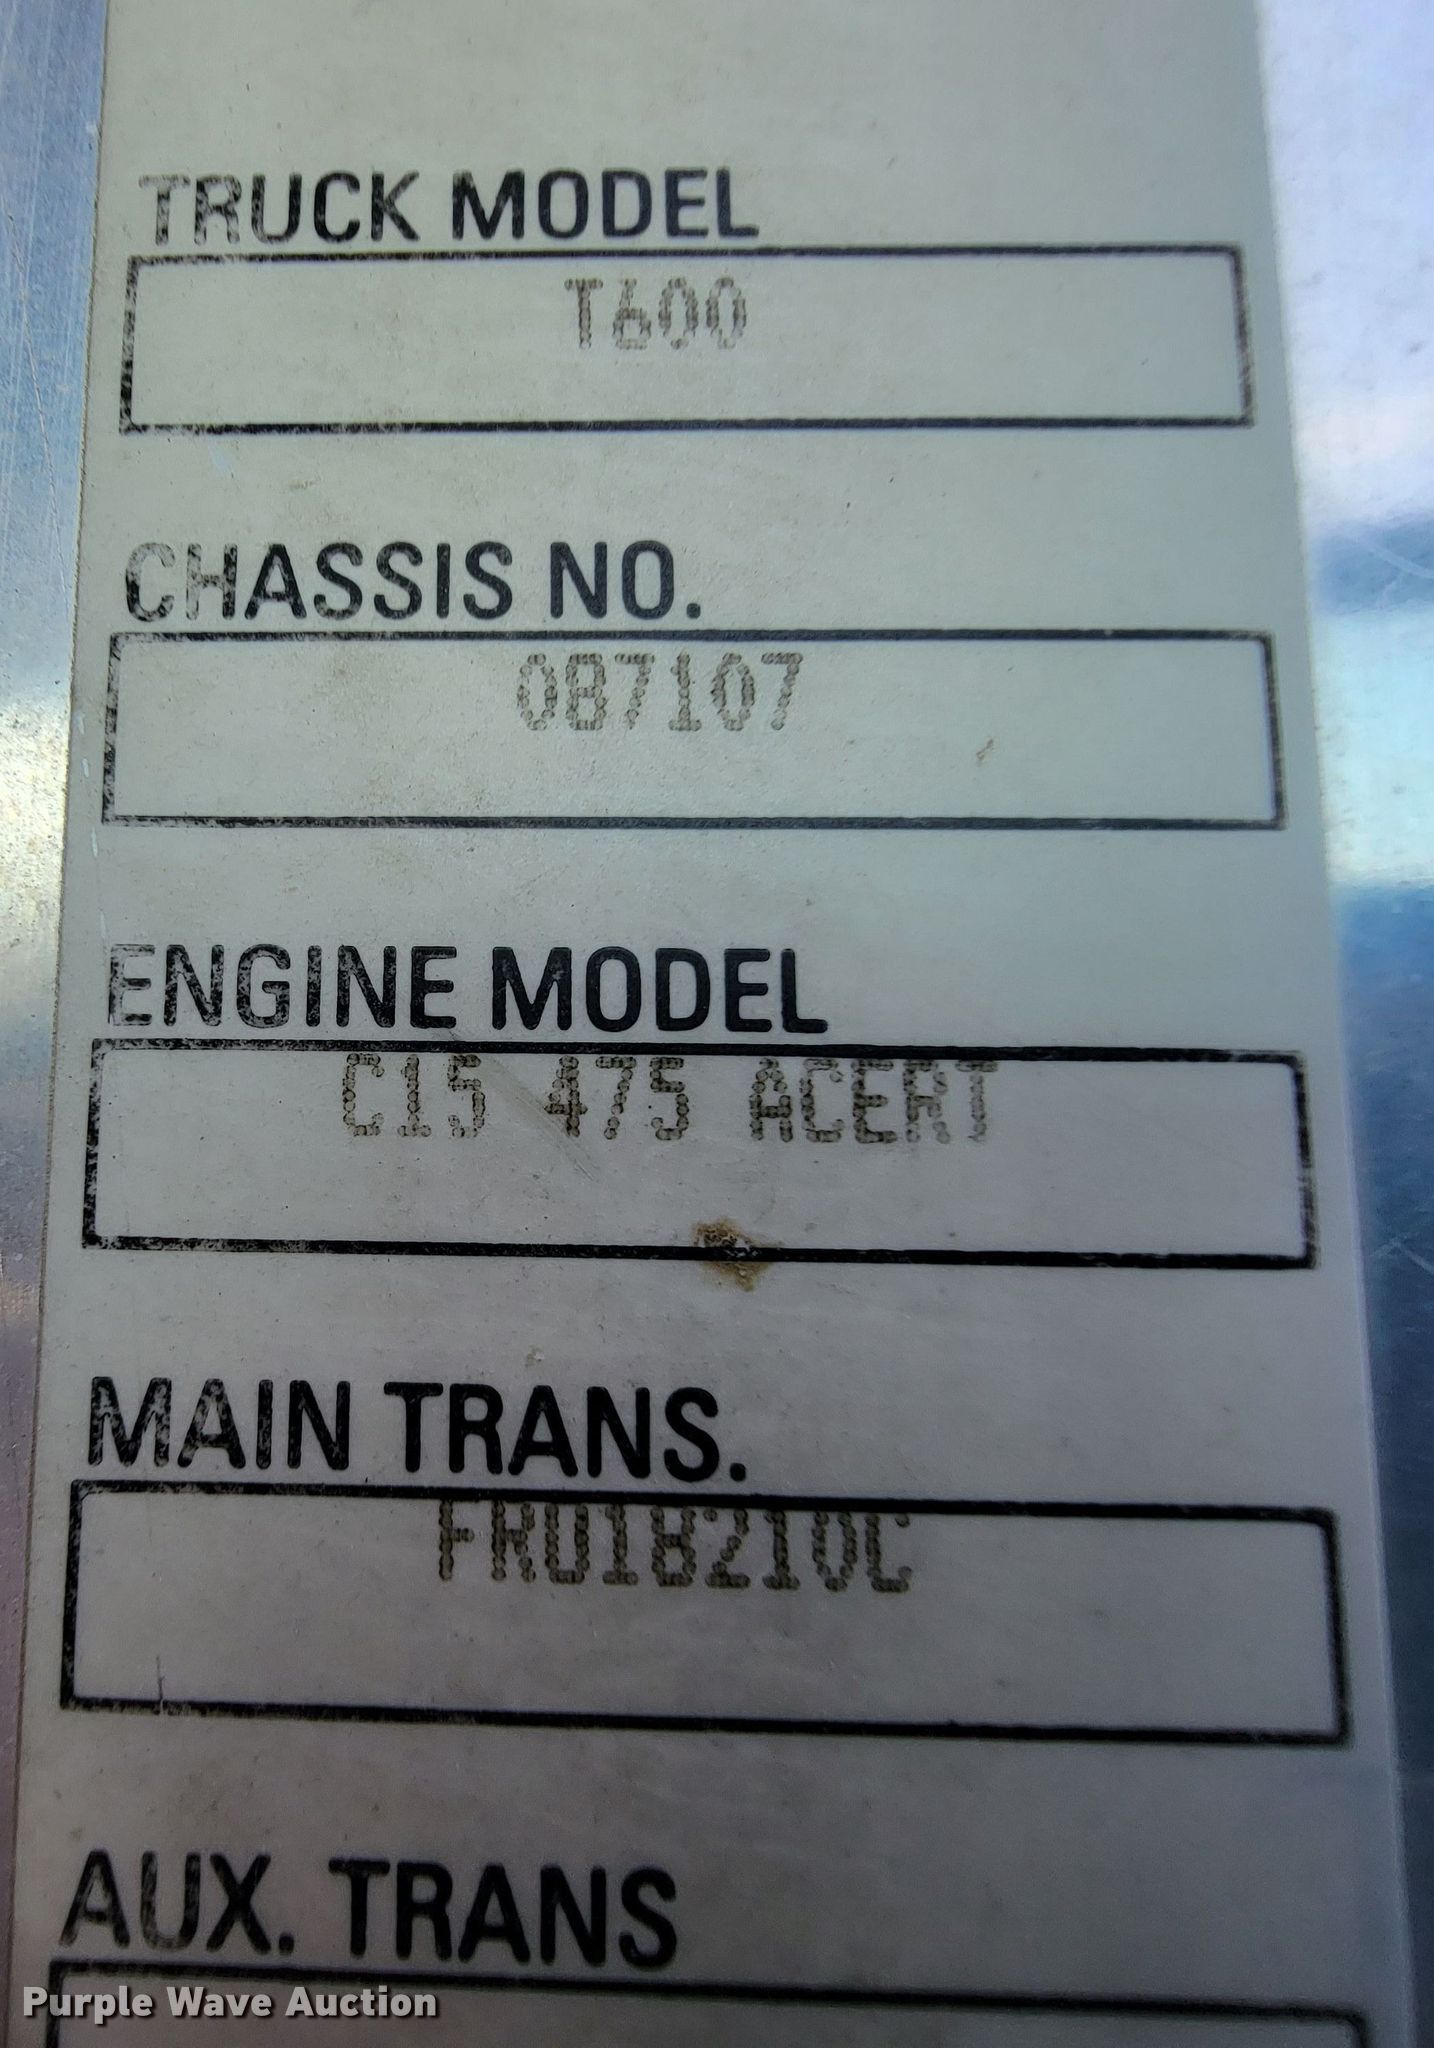 TRUCK MODEL
T600
CHASSIS NO.
087107
ENGINE MODEL
C15 475 ACERT
MAIN TRANS.
FRO18210C
AUX. TRANS
Purple Wave Auction